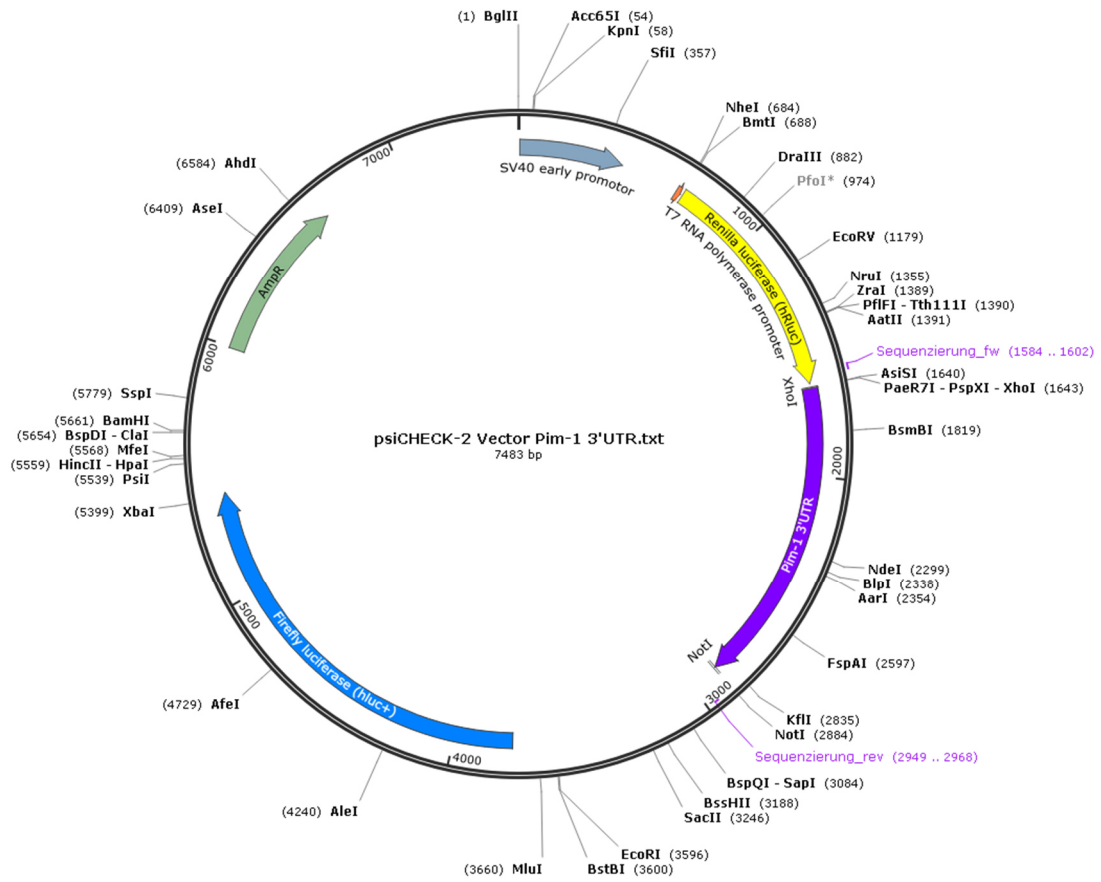 (1) BglII
Acc65I (54)
KpnI (58)
SfiI (357)
NheI (684)
BmtI (688)
DraIII (882)
PfoI* (974)
EcoRV (1179)
NruI (1355)
ZraI (1389)
PflFI - Tth111I (1390)
AatII (1391)
Sequenzierung_fw (1584 .. 1602)
AsiSI (1640)
PaeR7I - PspXI - XhoI (1643)
BsmBI (1819)
NdeI (2299)
BlpI (2338)
AarI (2354)
FspAI (2597)
KflI (2835)
NotI (2884)
Sequenzierung_rev (2949 .. 2968)
BspQI - SapI (3084)
BssHII (3188)
SacII (3246)
EcoRI (3596)
BstBI (3600)
(3660) MluI
(4240) AleI
(4729) AfeI
(5399) XbaI
(5539) PsiI
(5559) HincII - HpaI
(5568) MfeI
(5654) BspDI - ClaI
(5661) BamHI
(5779) SspI
(6409) AseI
(6584) AhdI
SV40 early promotor
T7 RNA polymerase promoter
Renilla luciferase (hRluc)
XhoI
Pim-1 3'UTR
NotI
Firefly luciferase (hluc+)
AmpR
1000
2000
3000
4000
5000
6000
7000
psiCHECK-2 Vector Pim-1 3'UTR.txt
7483 bp